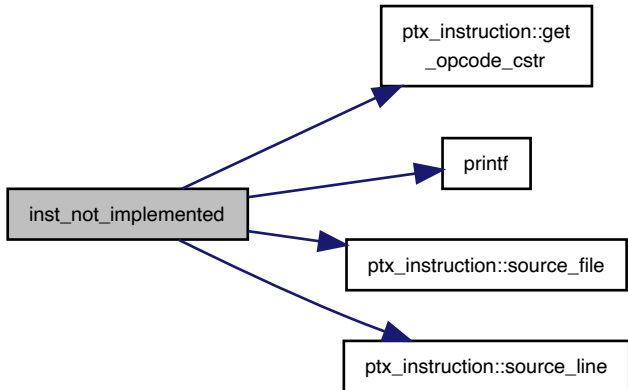 ptx_instruction::get
_opcode_cstr
printf
inst_not_implemented
ptx_instruction::source_file
ptx_instruction::source_line